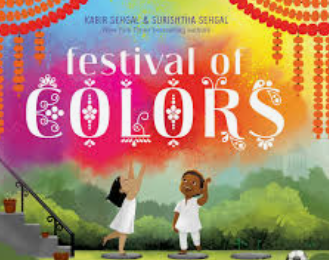 KABIR SEHGAL & SURISHTHA SEHGAL
New York Times bestselling authors
festival of
COLORS